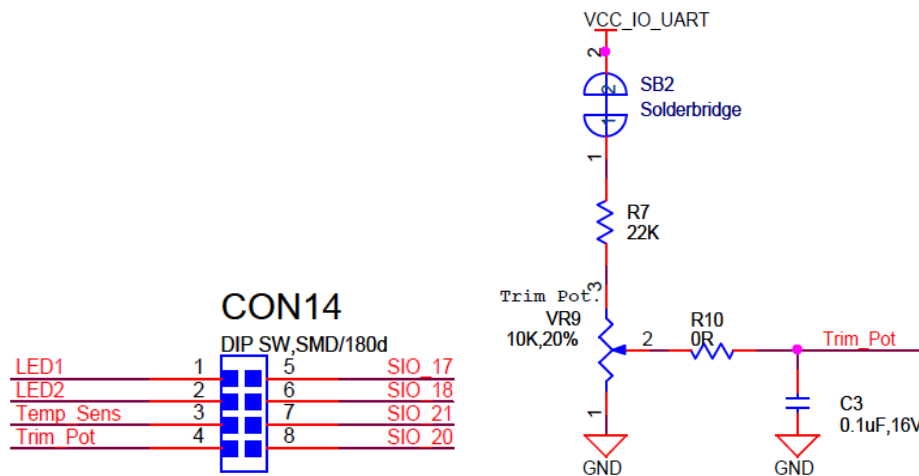 VCC_IO_UART
2
2
SB2
1
Solderbridge
1
R7
22K
3
Trim Pot.
VR9
10K,20%
2
R10
0R
Trim_Pot
1
C3
0.1uF,16V
GND
GND
CON14
DIP SW,SMD/180d
LED1 1 5 SIO_17
LED2 2 6 SIO_18
Temp_Sens 3 7 SIO_21
Trim_Pot 4 8 SIO_20